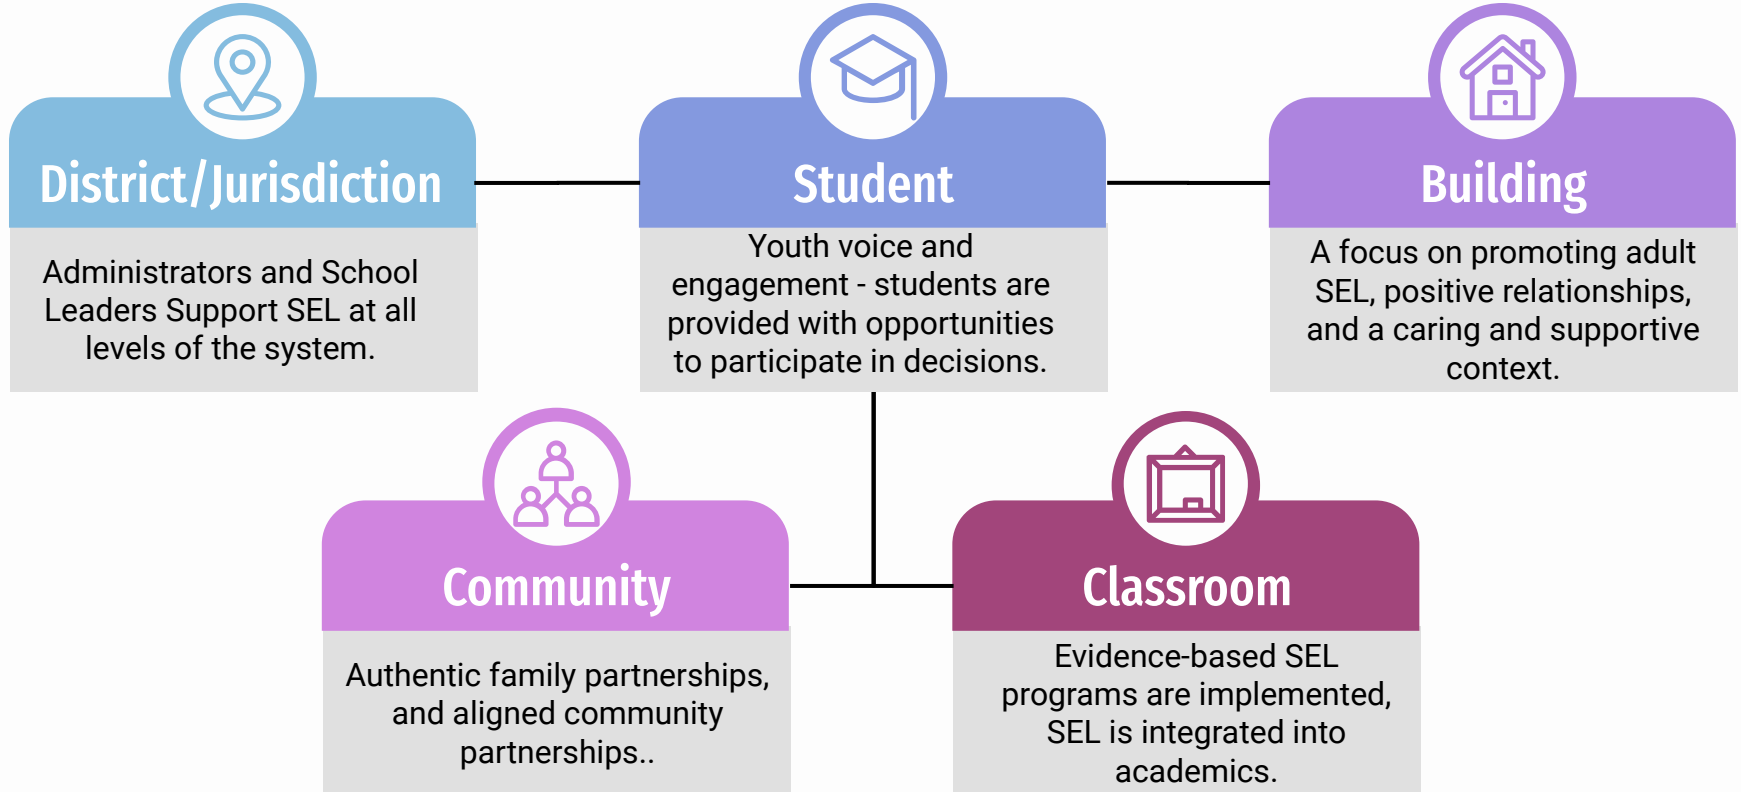 District/Jurisdiction
Administrators and School
Leaders Support SEL at all
levels of the system.
Student
Youth voice and
engagement - students are
provided with opportunities
to participate in decisions.
Building
A focus on promoting adult
SEL, positive relationships,
and a caring and supportive
context.
Community
Authentic family partnerships,
and aligned community
partnerships..
Classroom
Evidence-based SEL
programs are implemented,
SEL is integrated into
academics.